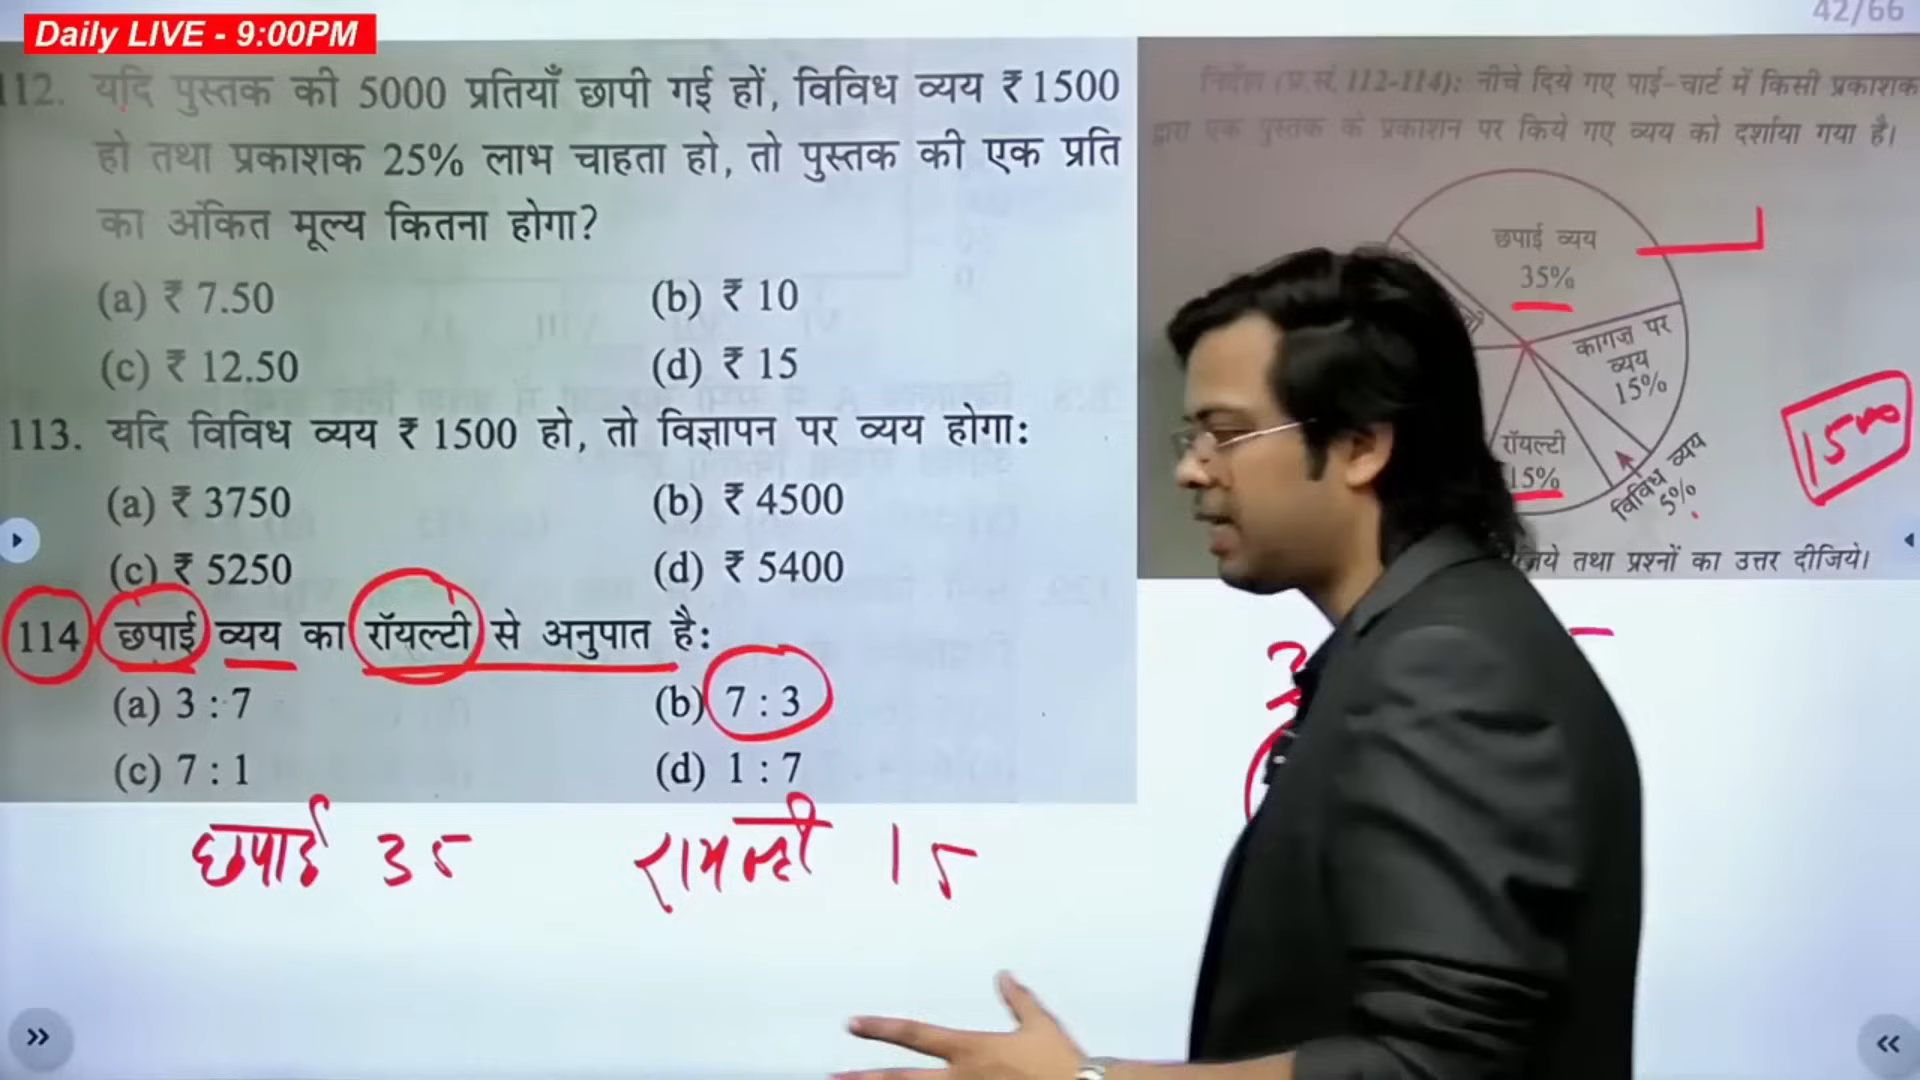 Daily LIVE - 9:00PM
42/66
112. यदि पुस्तक की 5000 प्रतियाँ छापी गई हों, विविध व्यय ₹ 1500
हो तथा प्रकाशक 25% लाभ चाहता हो, तो पुस्तक की एक प्रति
का अंकित मूल्य कितना होगा?
(a) ₹ 7.50
(b) ₹ 10
(c) ₹ 12.50
(d) ₹ 15
113. यदि विविध व्यय ₹ 1500 हो, तो विज्ञापन पर व्यय होगा:
(a) ₹ 3750
(b) ₹ 4500
(c) ₹ 5250
(d) ₹ 5400
114 छपाई व्यय का रॉयल्टी से अनुपात है:
(a) 3 : 7
(b) 7 : 3
(c) 7 : 1
(d) 1 : 7
छपाई 35 रायल्टी 15
निर्देश (प्र.सं. 112-114): नीचे दिये गए पाई-चार्ट में किसी प्रकाशक
द्वारा एक पुस्तक के प्रकाशन पर किये गए व्यय को दर्शाया गया है।
छपाई व्यय
35%
कागज़ पर
व्यय
15%
रॉयल्टी
15%
विविध व्यय
5%
1500
तथा प्रश्नों का उत्तर दीजिये।